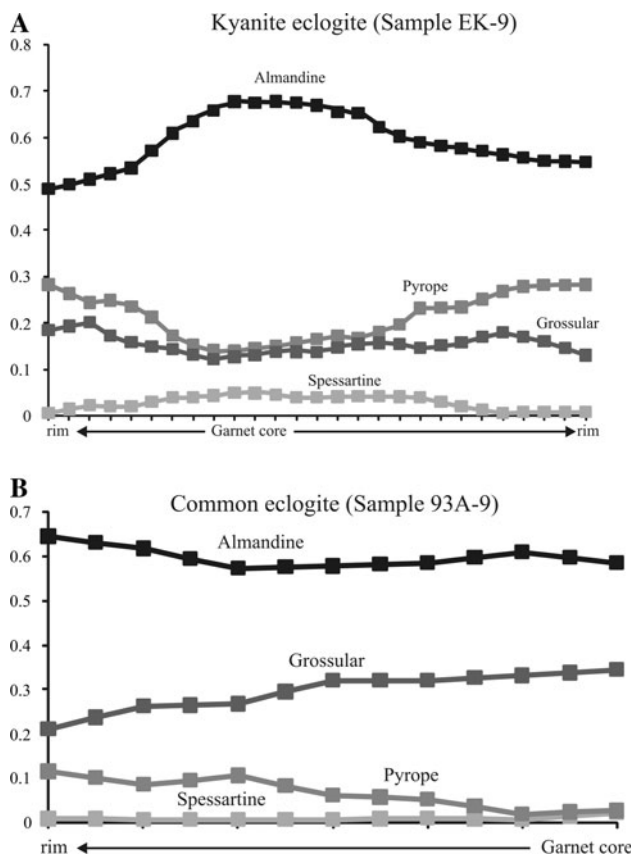 A
Kyanite eclogite (Sample EK-9)
0.8
0.7
0.6
0.5
0.4
0.3
0.2
0.1
0
Almandine
Pyrope
Grossular
Spessartine
rim
Garnet core
rim
B
Common eclogite (Sample 93A-9)
0.7
0.6
0.5
0.4
0.3
0.2
0.1
0
Almandine
Grossular
Pyrope
Spessartine
rim
Garnet core